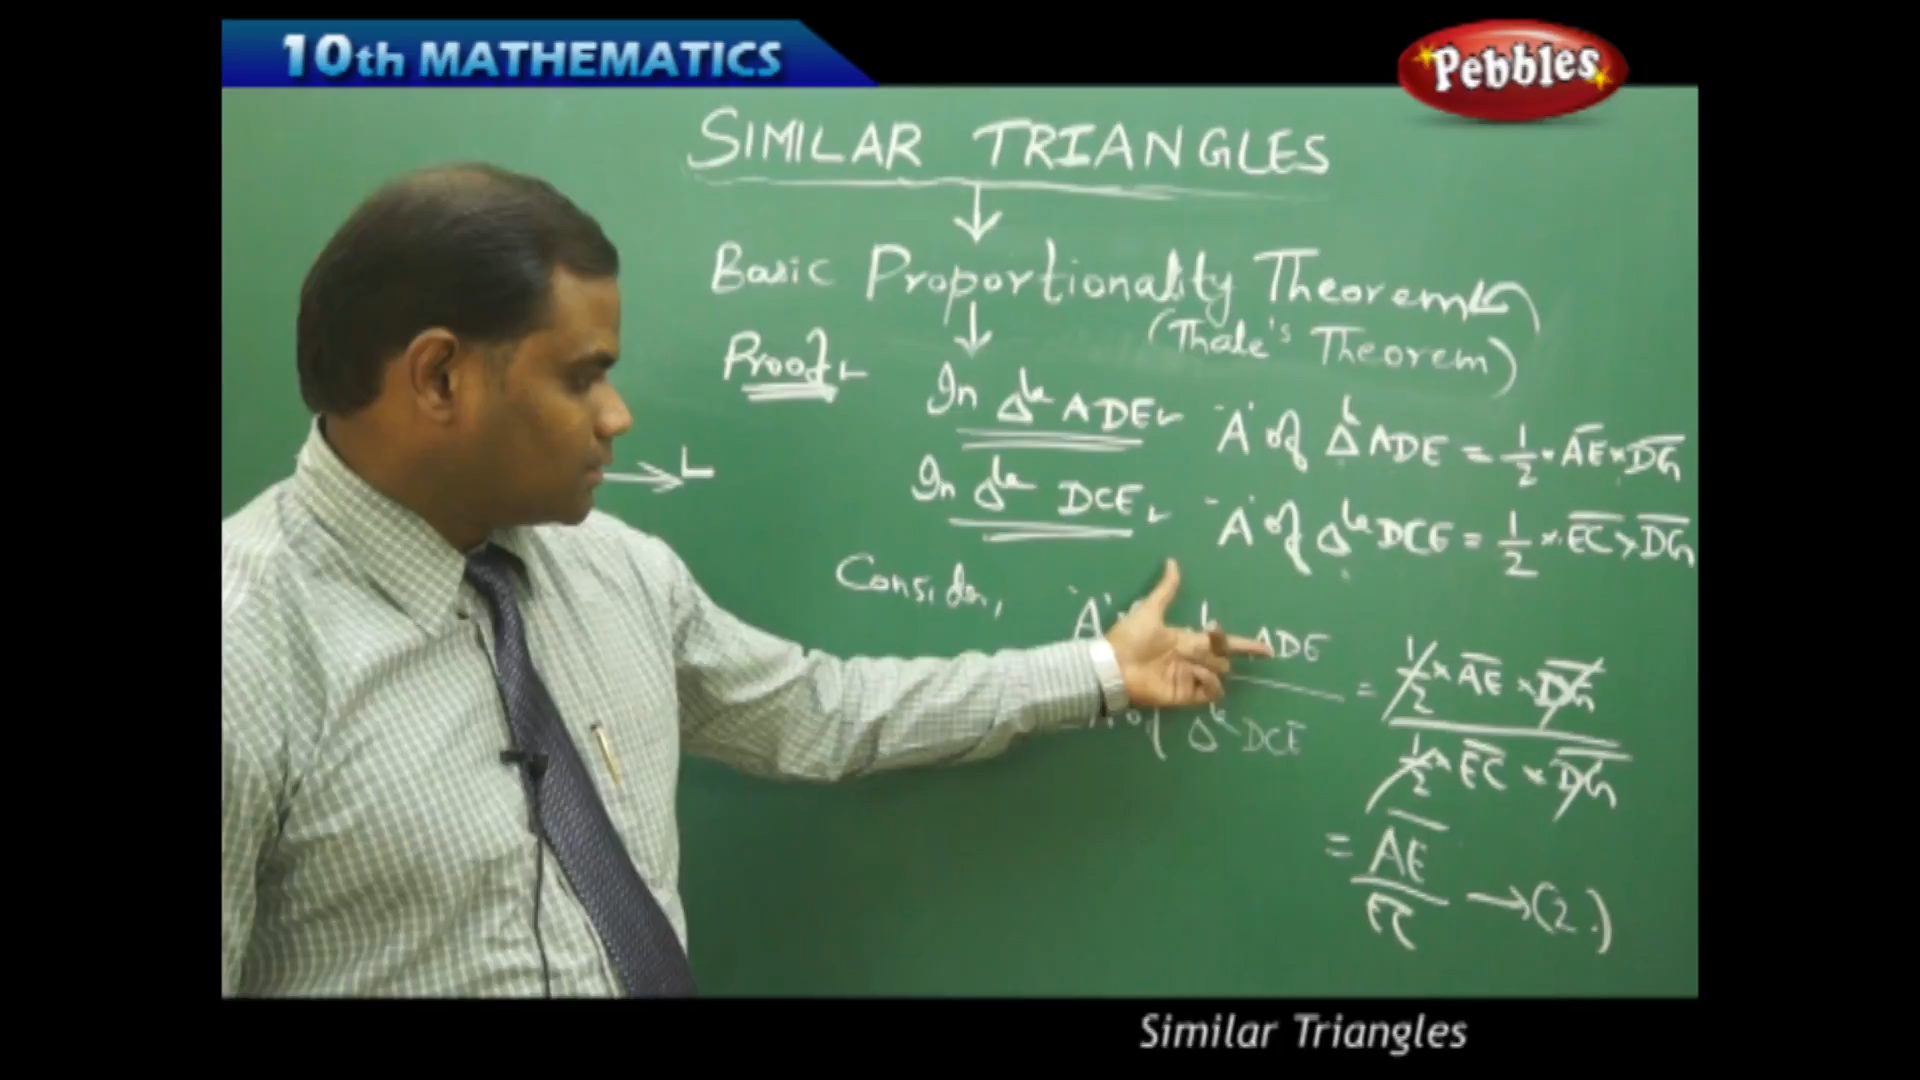 10th MATHEMATICS
Pebbles
SIMILAR TRIANGLES
Basic Proportionality Theorem
(Thale's Theorem)
Proof
In Δle ADE
'A' of Δle ADE = 1/2 × AE × DG
In Δle DCE
'A' of Δle DCE = 1/2 × EC × DG
L
Consider,
'A' ADE = 1/2 × AE × DG
of Δle DCE 1/2 × EC × DG
= AE/EC → (2.)
Similar Triangles